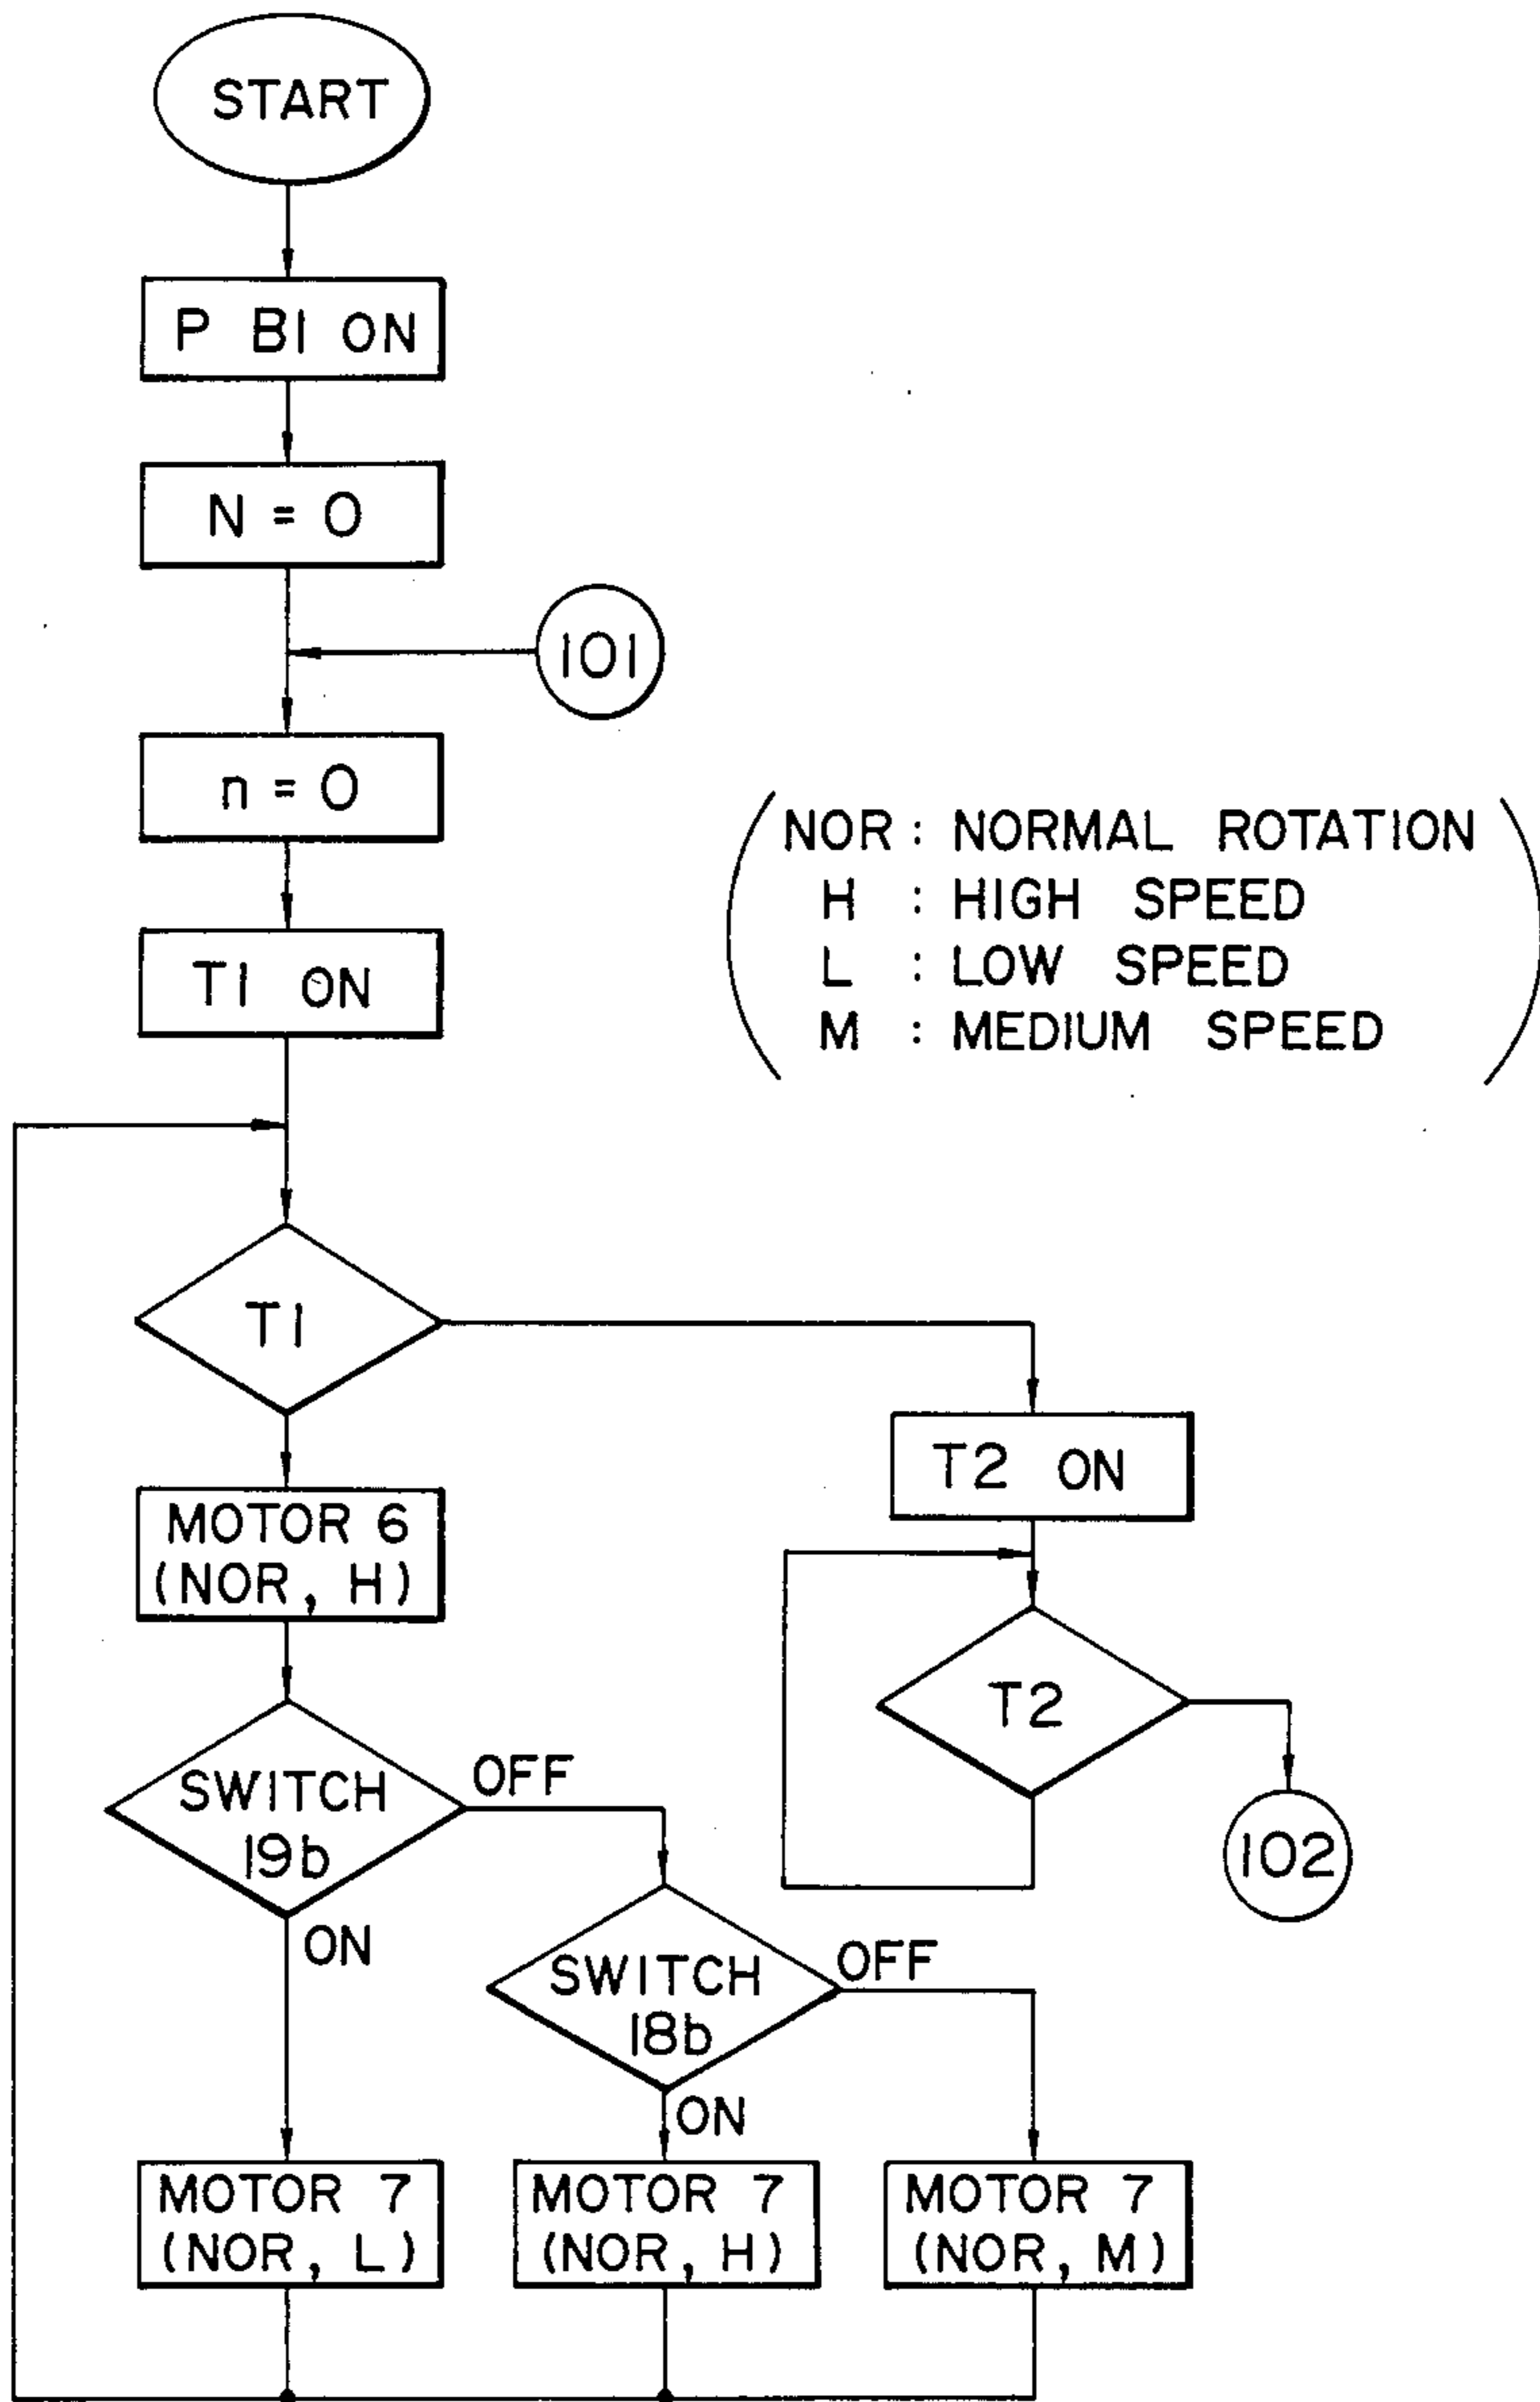 START
P B1 ON
N = 0
101
n = 0
NOR : NORMAL ROTATION
H : HIGH SPEED
L : LOW SPEED
M : MEDIUM SPEED
T1 ON
T1
T2 ON
MOTOR 6
(NOR, H)
T2
SWITCH
19b
OFF
ON
102
SWITCH
18b
OFF
ON
MOTOR 7
(NOR, L)
MOTOR 7
(NOR, H)
MOTOR 7
(NOR, M)